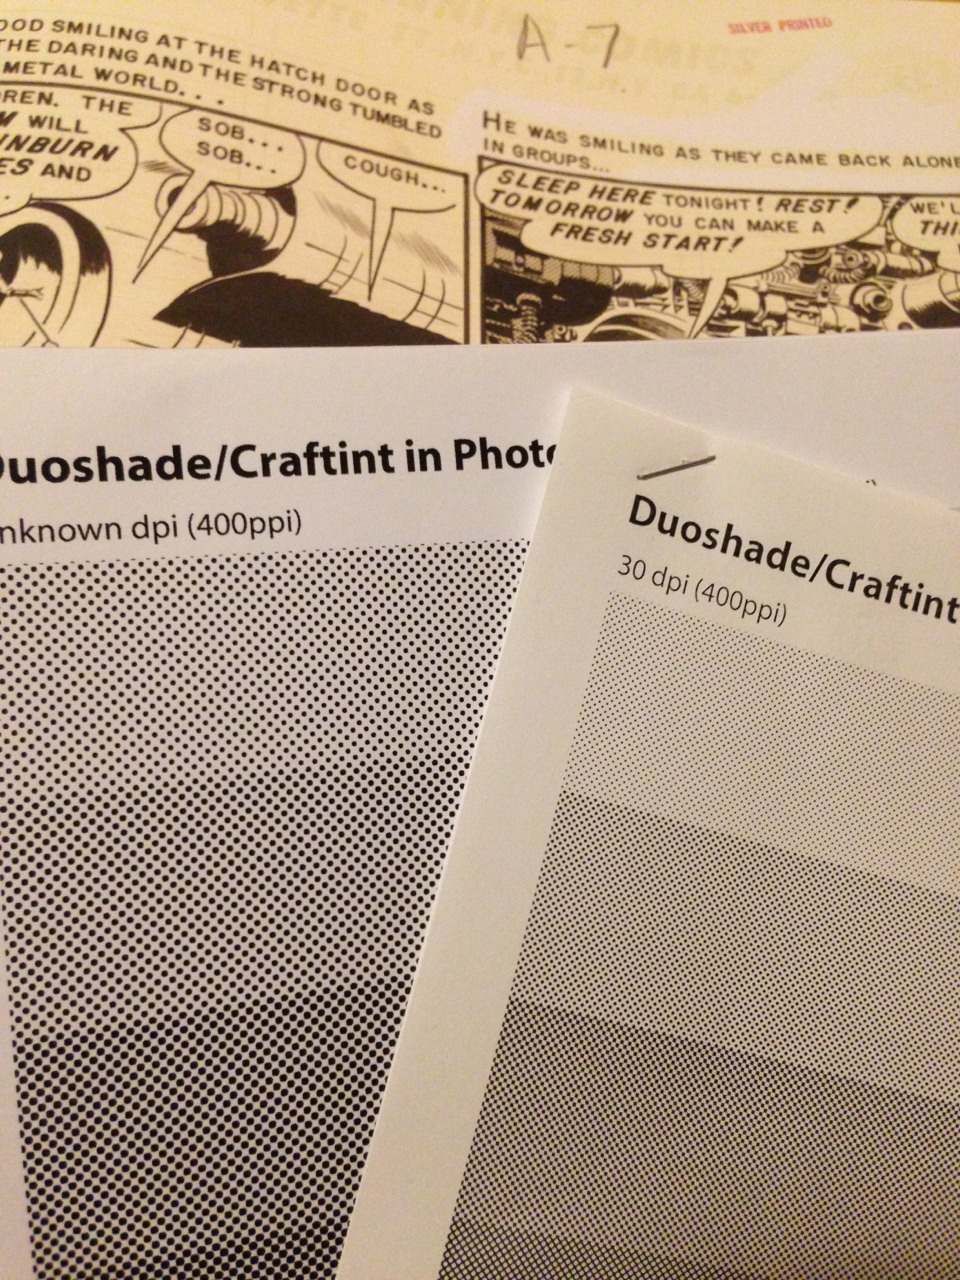 A-7
SILVER PRINTED
OOD SMILING AT THE HATCH DOOR AS
THE DARING AND THE STRONG TUMBLED
METAL WORLD...
REN. THE
WILL
NBURN
ES AND
SOB...
SOB...
COUGH...
HE WAS SMILING AS THEY CAME BACK ALONE
IN GROUPS...
SLEEP HERE TONIGHT! REST!
TOMORROW YOU CAN MAKE A
FRESH START!
WE'L
THI
Duoshade/Craftint in Photo
nknown dpi (400ppi)
Duoshade/Craftint
30 dpi (400ppi)